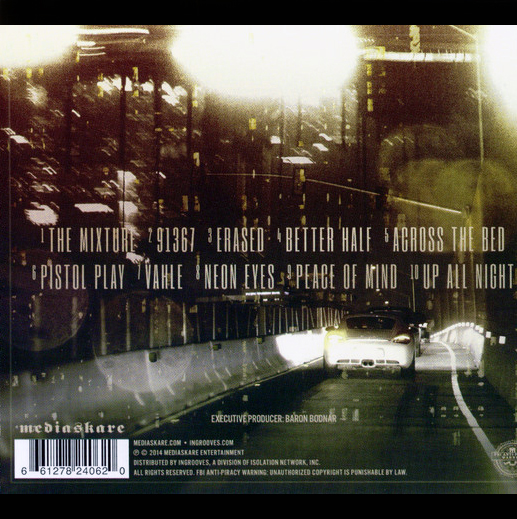 1 THE MIXTURE 2 91367 3 ERASED 4 BETTER HALF 5 ACROSS THE BED
6 PISTOL PLAY 7 VAHLE 8 NEON EYES 9 PEACE OF MIND 10 UP ALL NIGHT
EXECUTIVE PRODUCER: BARON BODNAR
mediaskare
MEDIASKARE.COM • INGROOVES.COM
℗ © 2014 MEDIASKARE ENTERTAINMENT
DISTRIBUTED BY INGROOVES, A DIVISION OF ISOLATION NETWORK, INC.
ALL RIGHTS RESERVED. FBI ANTI-PIRACY WARNING: UNAUTHORIZED COPYRIGHT IS PUNISHABLE BY LAW.
6 61278 24062 0